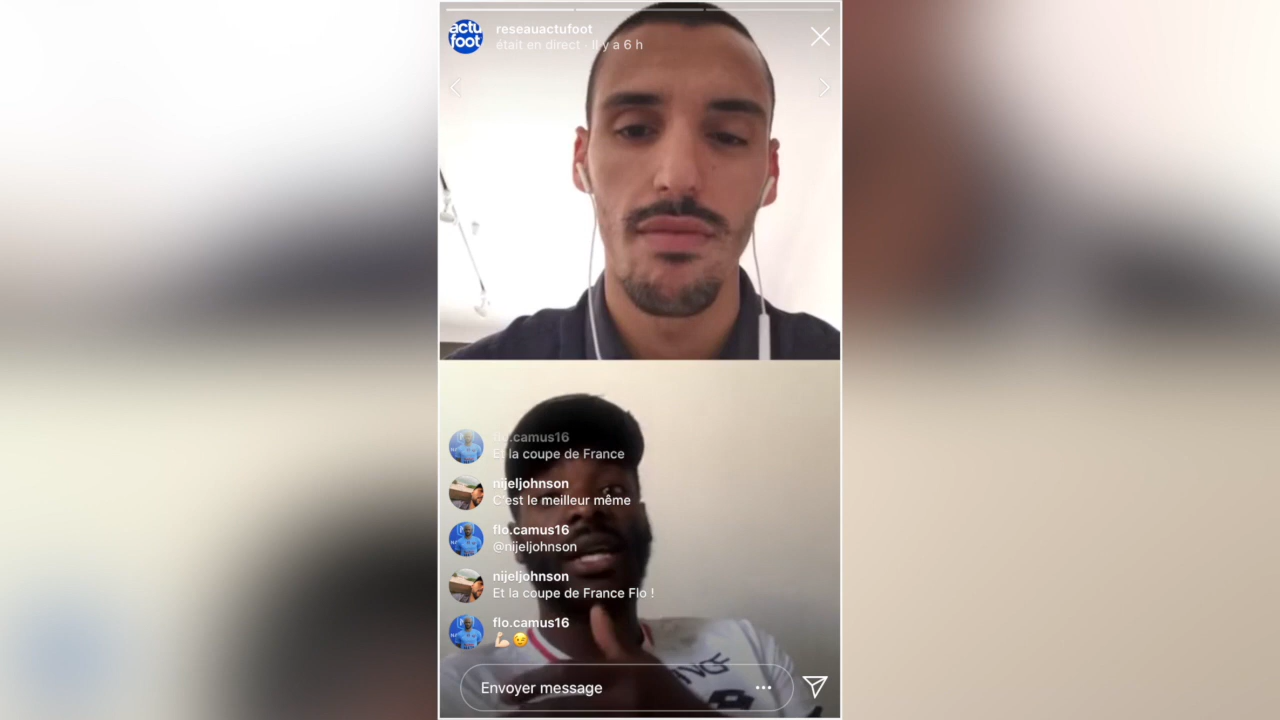 actu
foot
reseauactufoot
était en direct · Il y a 6 h
flo.camus16
Et la coupe de France
nijeljohnson
C'est le meilleur même
flo.camus16
@nijeljohnson
nijeljohnson
Et la coupe de France Flo !
flo.camus16
💪🏻😉
Envoyer message